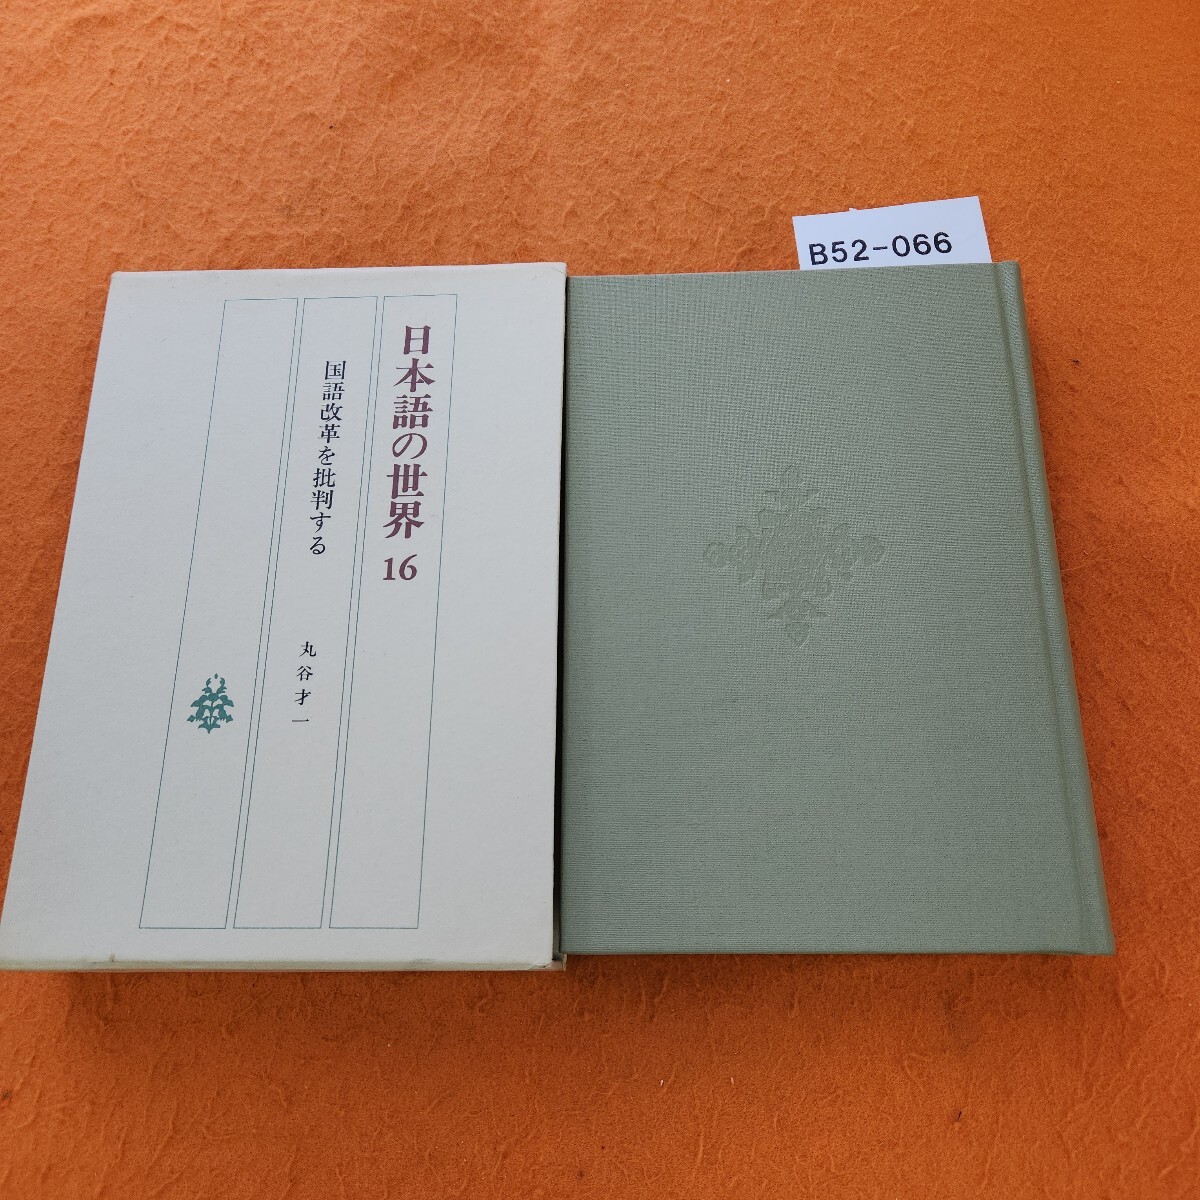 日本語の世界 16
国語改革を批判する
丸谷才一
B52-066